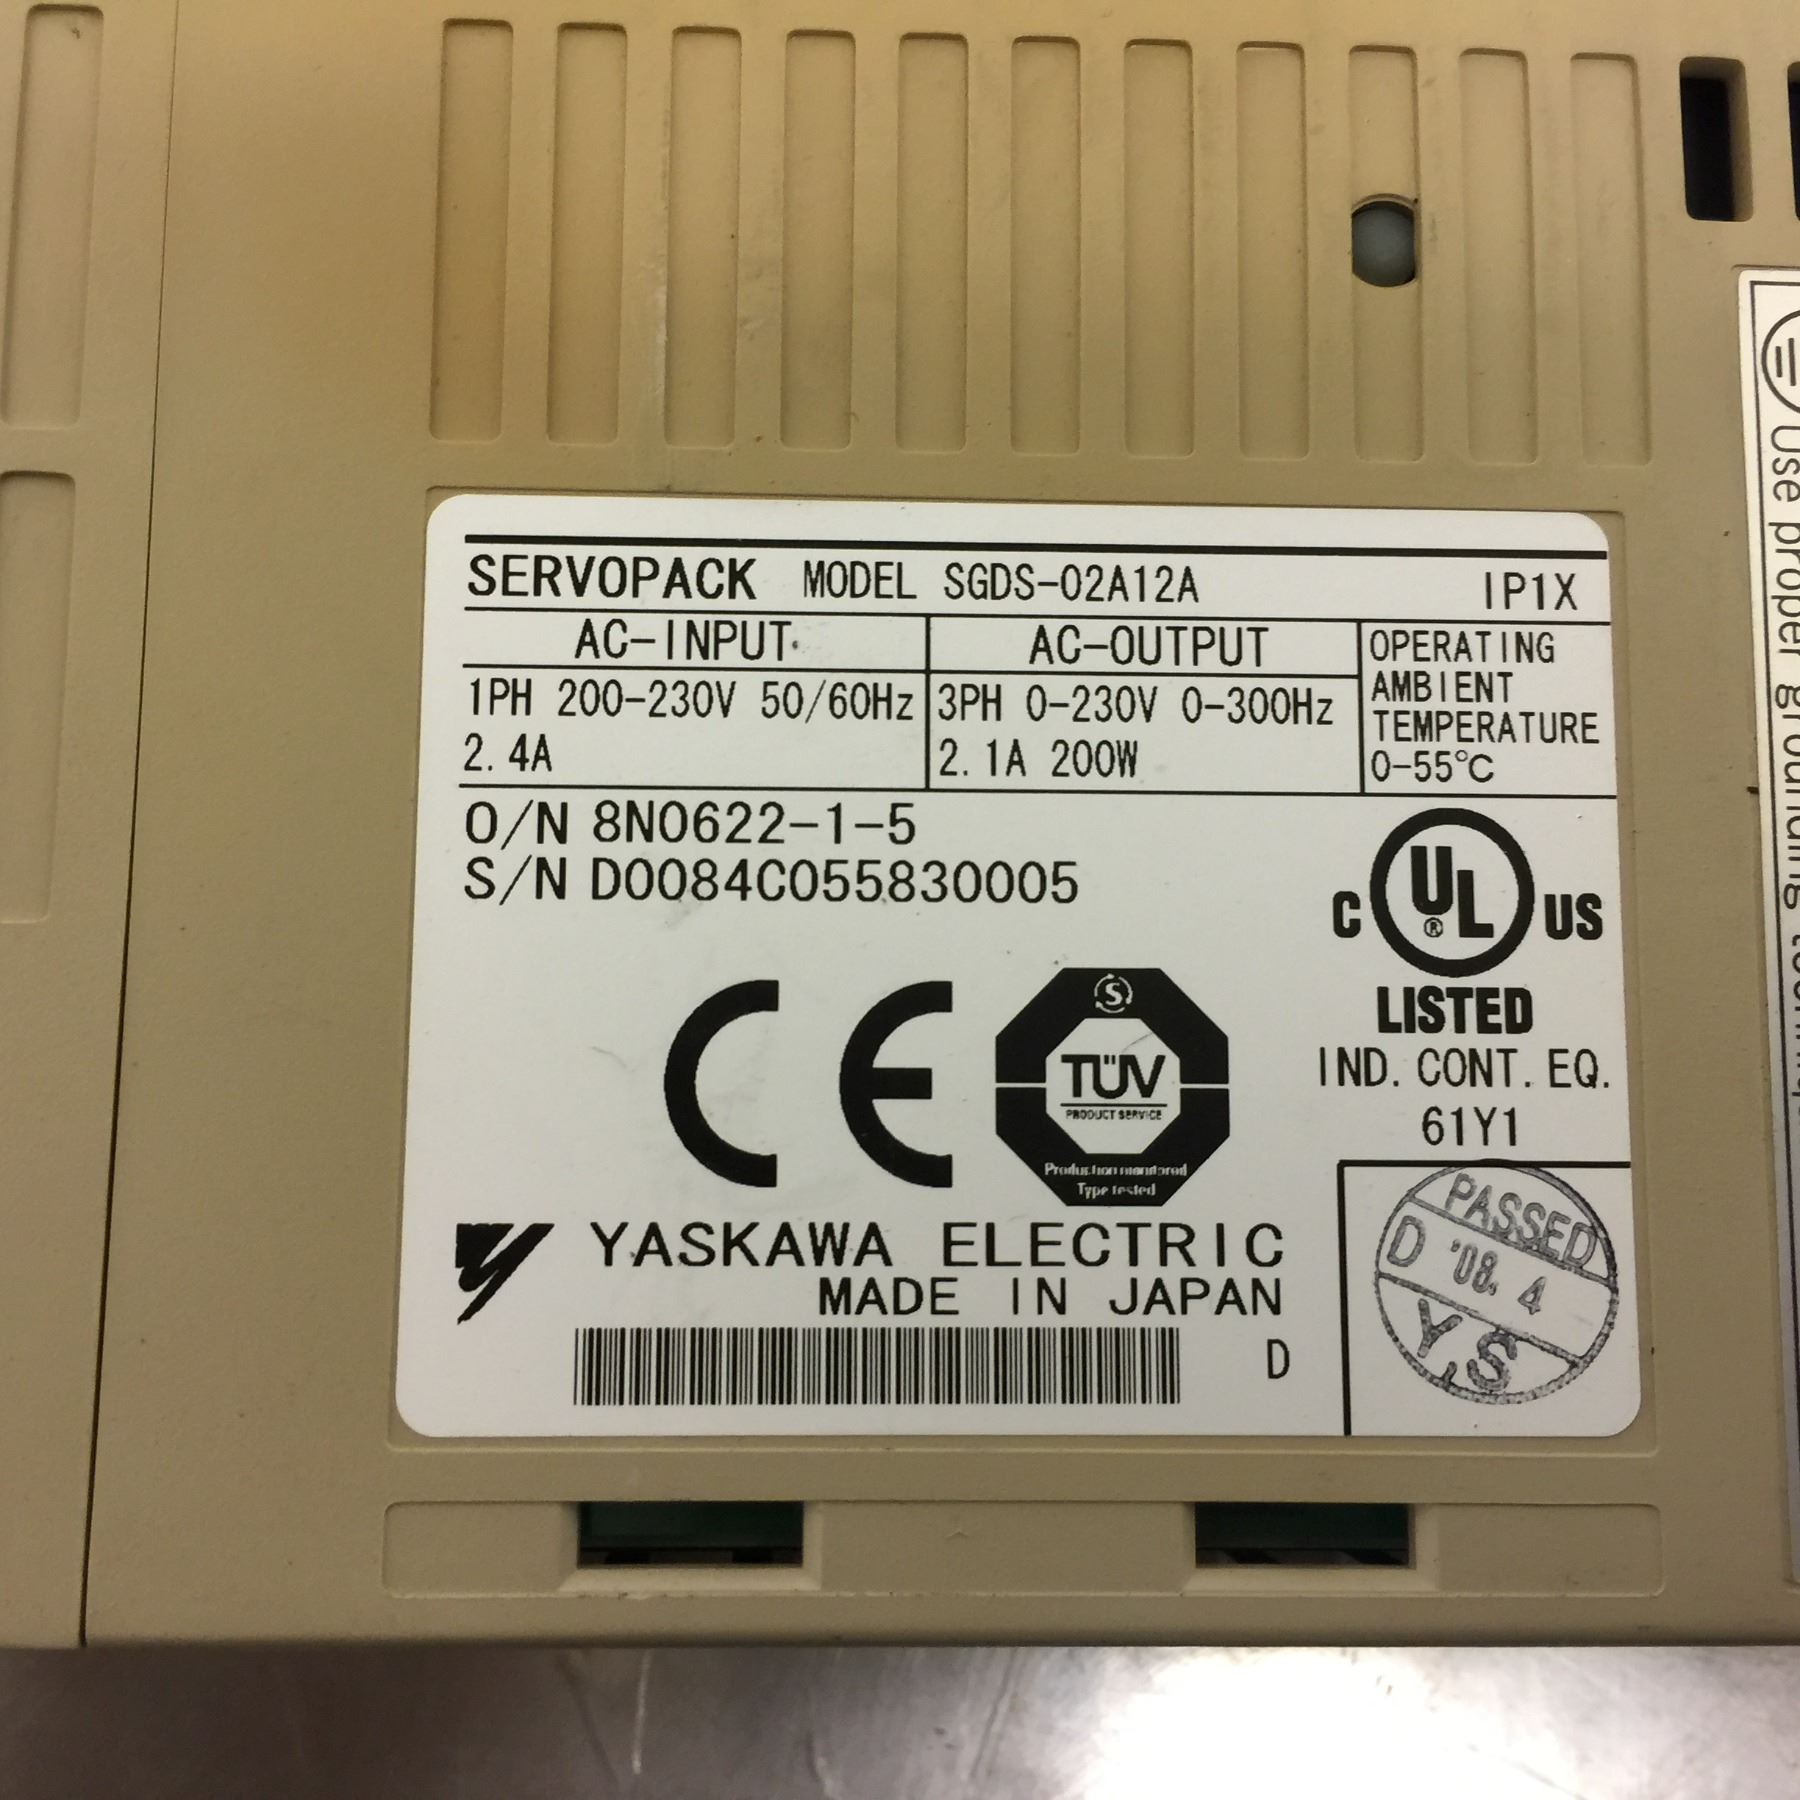 SERVOPACK MODEL SGDS-02A12A IP1X
AC-INPUT
1PH 200-230V 50/60Hz
2.4A
AC-OUTPUT
3PH 0-230V 0-300Hz
2.1A 200W
OPERATING
AMBIENT
TEMPERATURE
0-55℃
O/N 8N0622-1-5
S/N D0084C055830005
C UL® US
LISTED
IND. CONT. EQ.
61Y1
CE
S
TÜV
PRODUCT SERVICE
Production monitored
Type tested
YASKAWA ELECTRIC
MADE IN JAPAN
D
PASSED
D '08. 4
Y.S
Use proper grounding